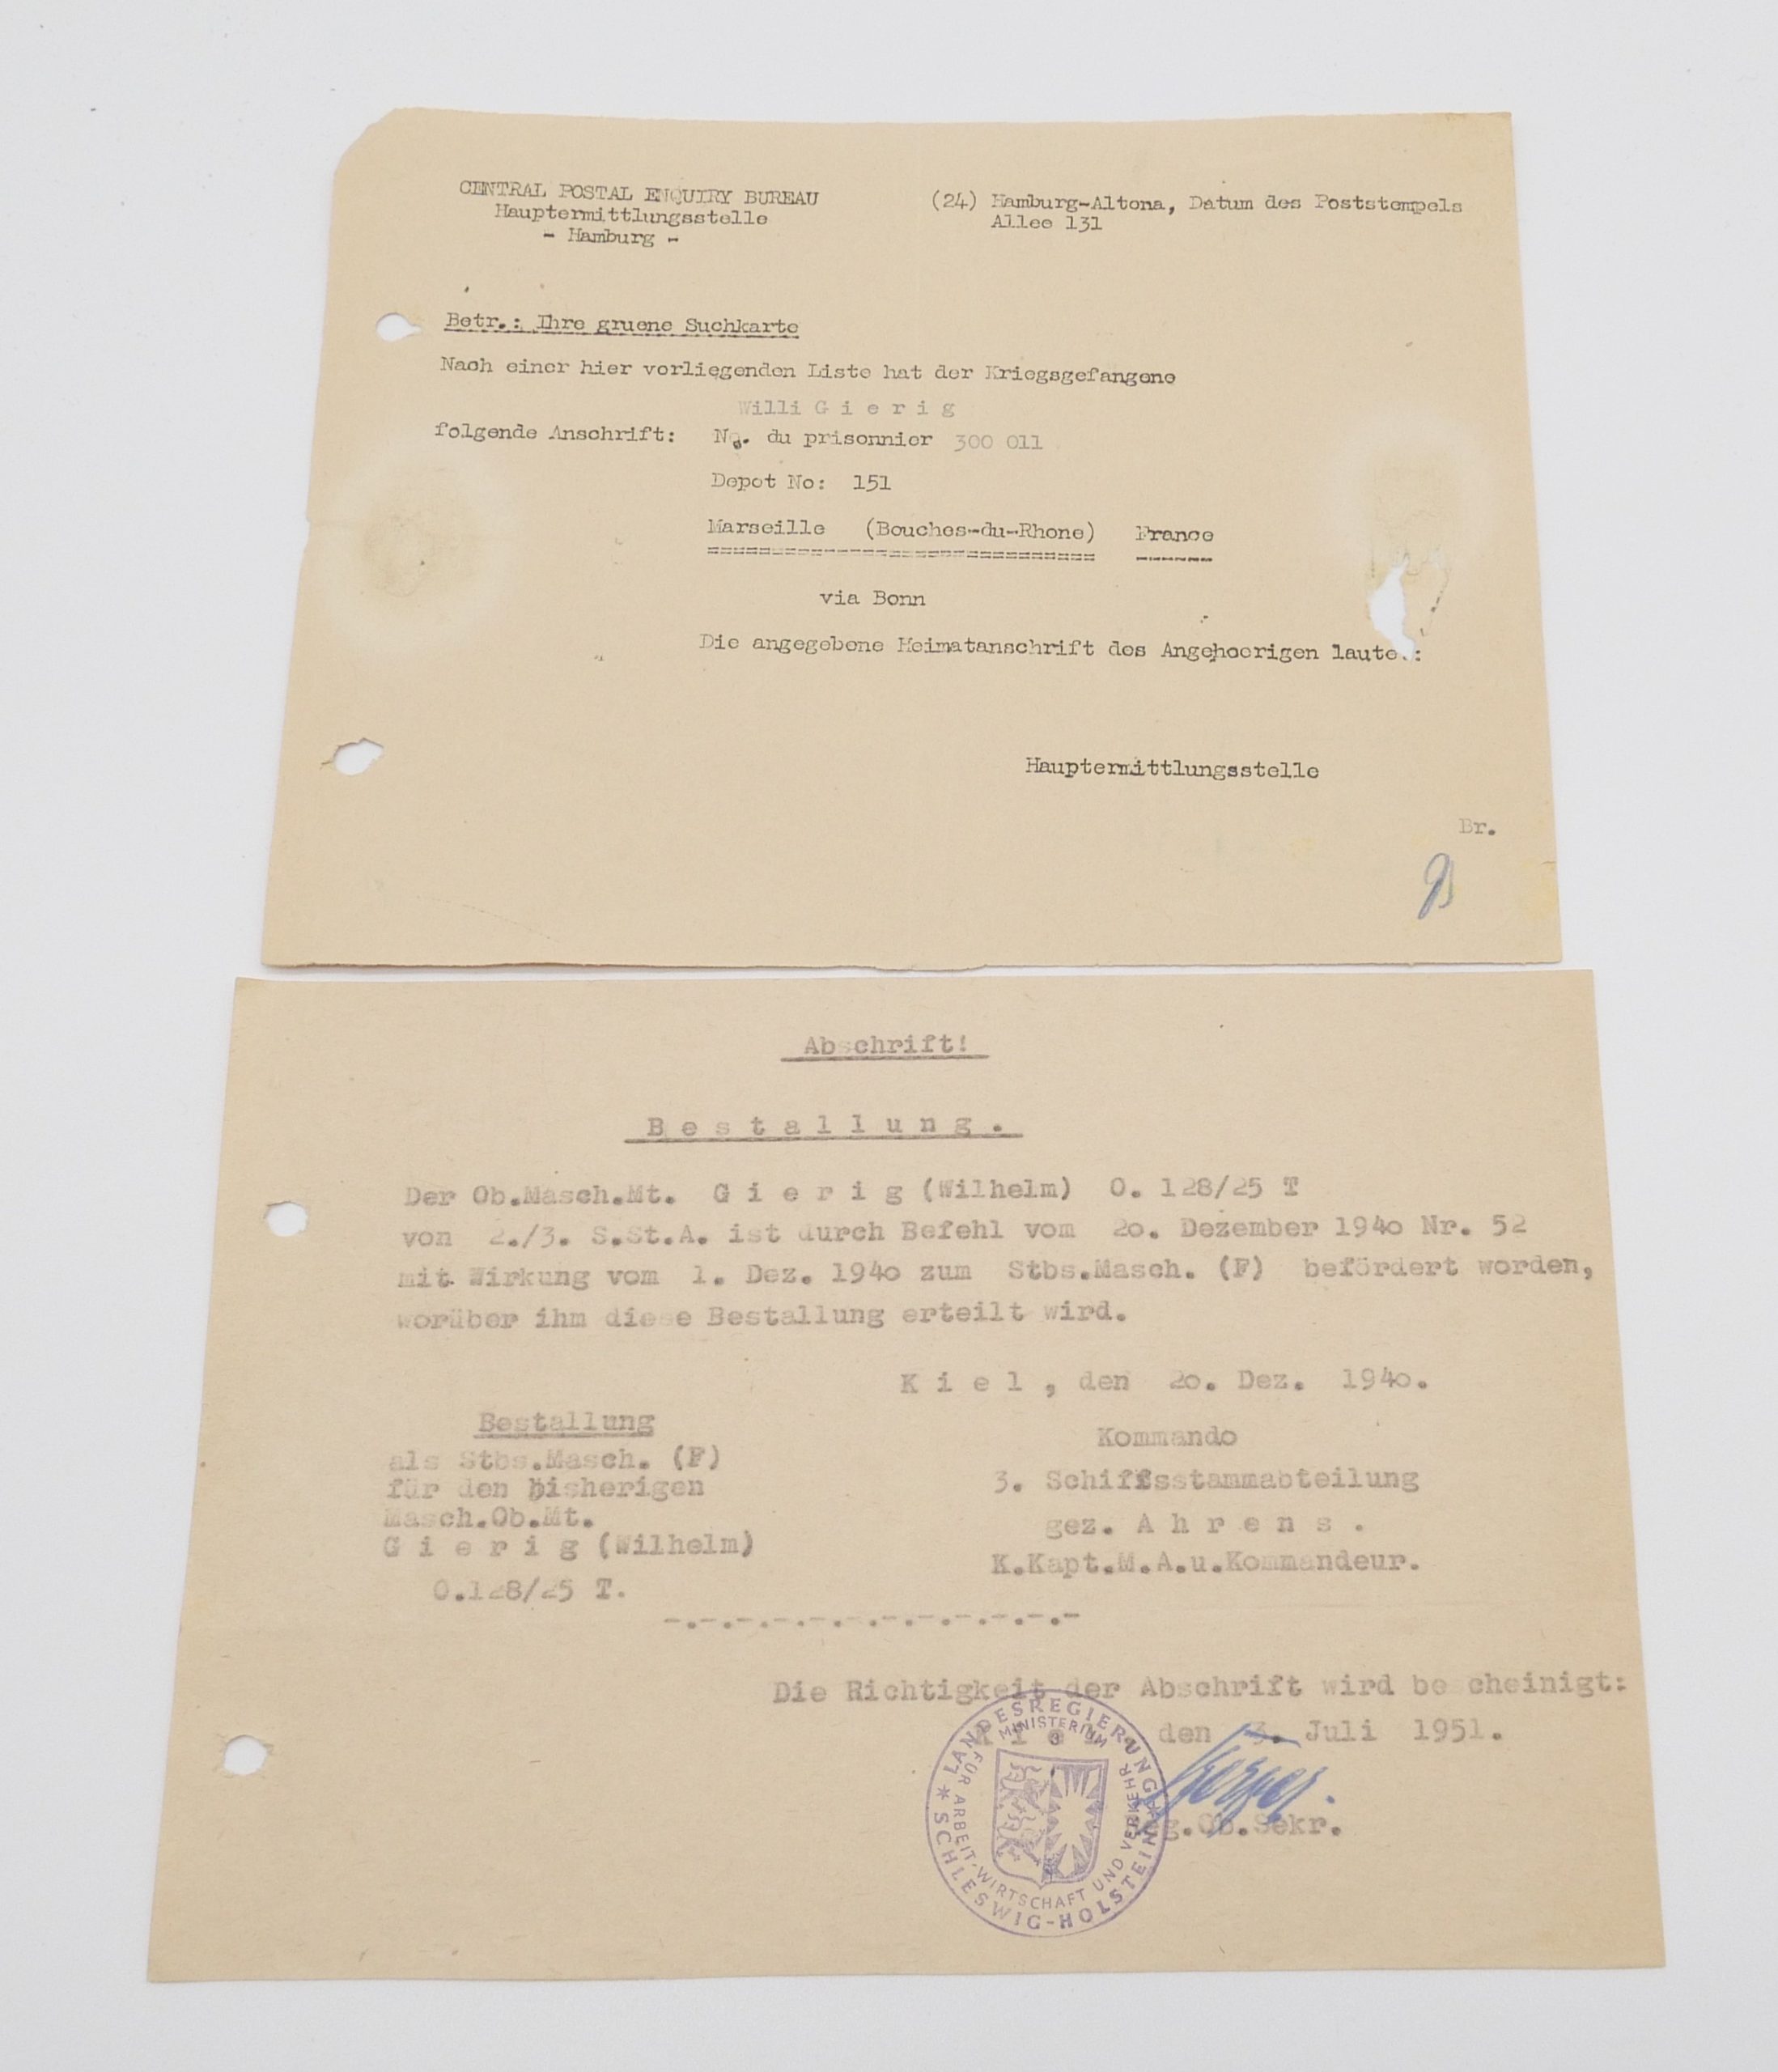 CENTRAL POSTAL ENQUIRY BUREAU
Hauptermittlungsstelle
- Hamburg -
(24) Hamburg-Altona, Datum des Poststempels
Allee 131
Betr.: Ihre gruene Suchkarte
Nach einer hier vorliegenden Liste hat der Kriegsgefangene
Willi G i e r i g
folgende Anschrift: No. du prisonnier 300 011
Depot No: 151
Marseille (Bouches-du-Rhone) France
via Bonn
Die angegebene Heimatanschrift des Angehoerigen laute.:
Hauptermittlungsstelle
Br.
Abschrift!
B e s t a l l u n g .
Der Ob.Masch.Mt. G i e r i g (Wilhelm) O. 128/25 T
von 2./3. S.St.A. ist durch Befehl vom 20. Dezember 1940 Nr. 52
mit Wirkung vom 1. Dez. 1940 zum Stbs.Masch. (F) befördert worden,
worüber ihm diese Bestallung erteilt wird.
K i e l , den 20. Dez. 1940.
Bestallung
als Stbs.Masch. (F)
für den bisherigen
Masch.Ob.Mt.
G i e r i g (Wilhelm)
O.128/25 T.
Kommando
3. Schiffsstammabteilung
gez. A h r e n s .
K.Kapt.M.A.u.Kommandeur.
-.-.-.-.-.-.-.-.-.-.-.-
Die Richtigkeit der Abschrift wird bescheinigt:
K i e l , den 3. Juli 1951.
Reg.Ob.Sekr.
LANDESREGIERUNG * SCHLESWIG-HOLSTEIN *
MINISTERIUM FÜR ARBEIT, WIRTSCHAFT UND VERKEHR
3